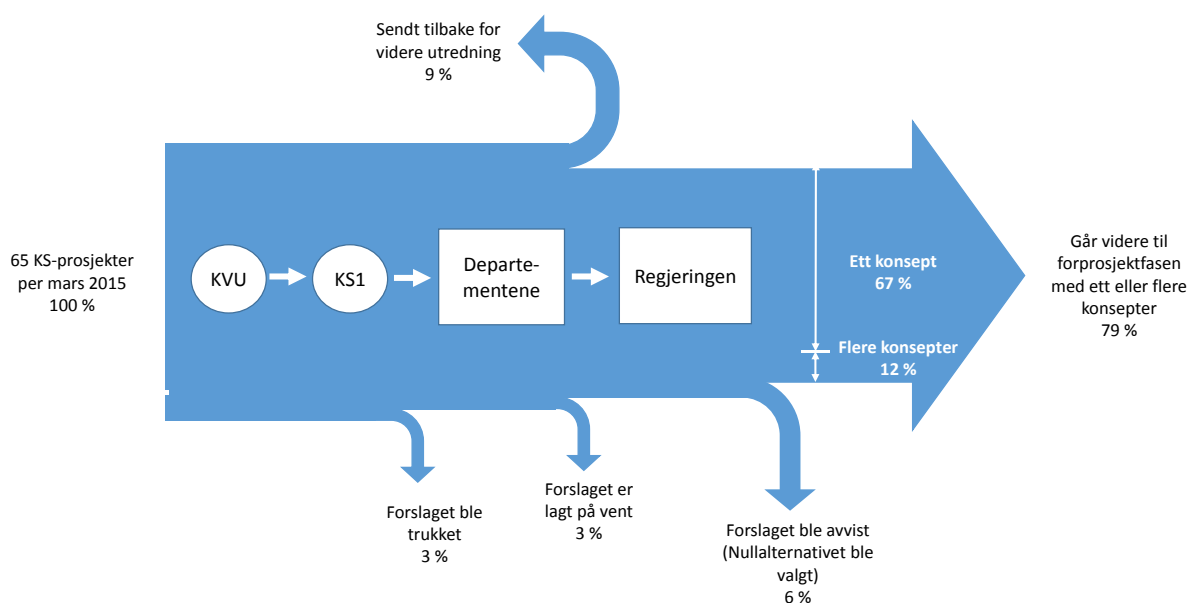 Sendt tilbake for
videre utredning
9 %
65 KS-prosjekter
per mars 2015
100 %
KVU
KS1
Departe-
mentene
Regjeringen
Ett konsept
67 %
Flere konsepter
12 %
Går videre til
forprosjektfasen
med ett eller flere
konsepter
79 %
Forslaget ble
trukket
3 %
Forslaget er
lagt på vent
3 %
Forslaget ble avvist
(Nullalternativet ble
valgt)
6 %